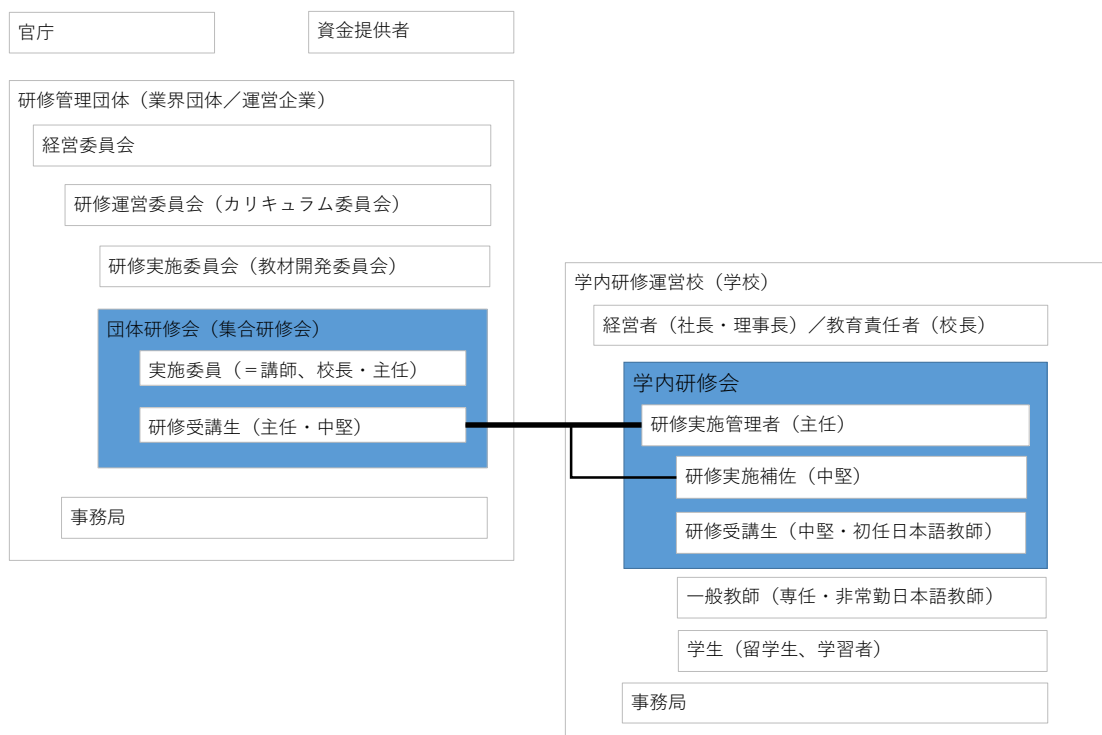 官庁
資金提供者
研修管理団体（業界団体／運営企業）
経営委員会
研修運営委員会（カリキュラム委員会）
研修実施委員会（教材開発委員会）
団体研修会（集合研修会）
実施委員（＝講師、校長・主任）
研修受講生（主任・中堅）
事務局
学内研修運営校（学校）
経営者（社長・理事長）／教育責任者（校長）
学内研修会
研修実施管理者（主任）
研修実施補佐（中堅）
研修受講生（中堅・初任日本語教師）
一般教師（専任・非常勤日本語教師）
学生（留学生、学習者）
事務局